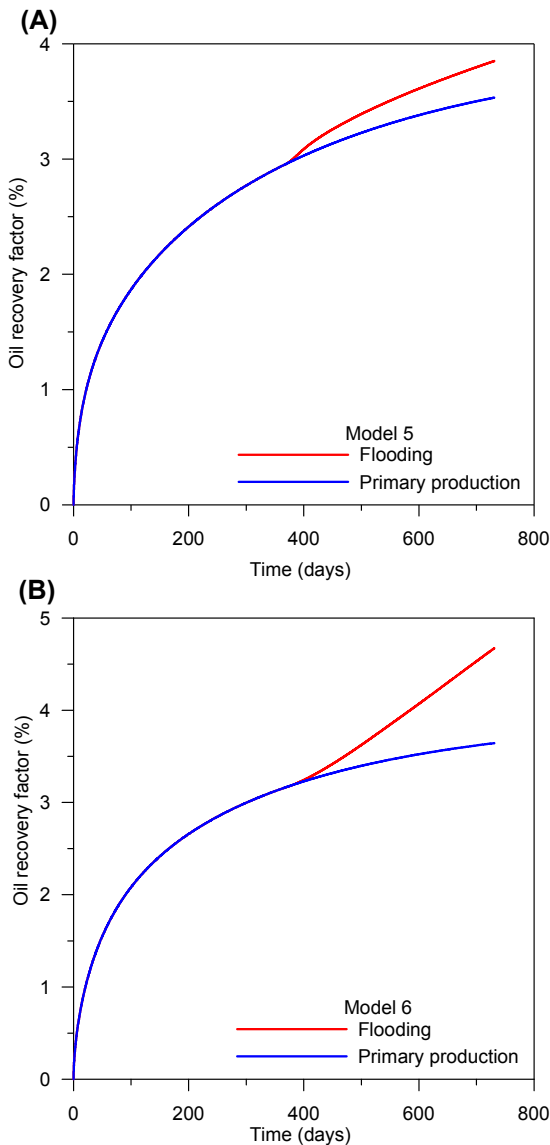 (A)
4
3
2
1
0
Oil recovery factor (%)
Model 5
Flooding
Primary production
0 200 400 600 800
Time (days)
(B)
5
4
3
2
1
0
Oil recovery factor (%)
Model 6
Flooding
Primary production
0 200 400 600 800
Time (days)